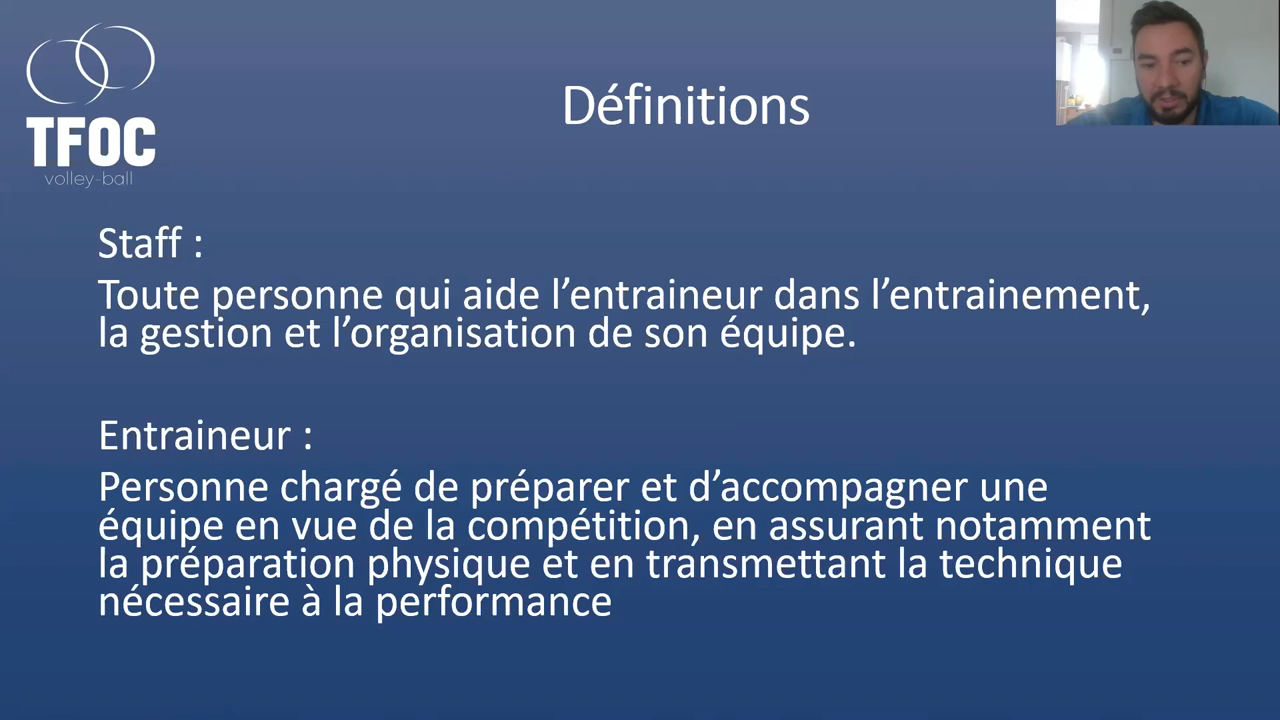 TFOC
volley-ball
Définitions
Staff :
Toute personne qui aide l’entraineur dans l’entrainement,
la gestion et l’organisation de son équipe.
Entraineur :
Personne chargé de préparer et d’accompagner une
équipe en vue de la compétition, en assurant notamment
la préparation physique et en transmettant la technique
nécessaire à la performance